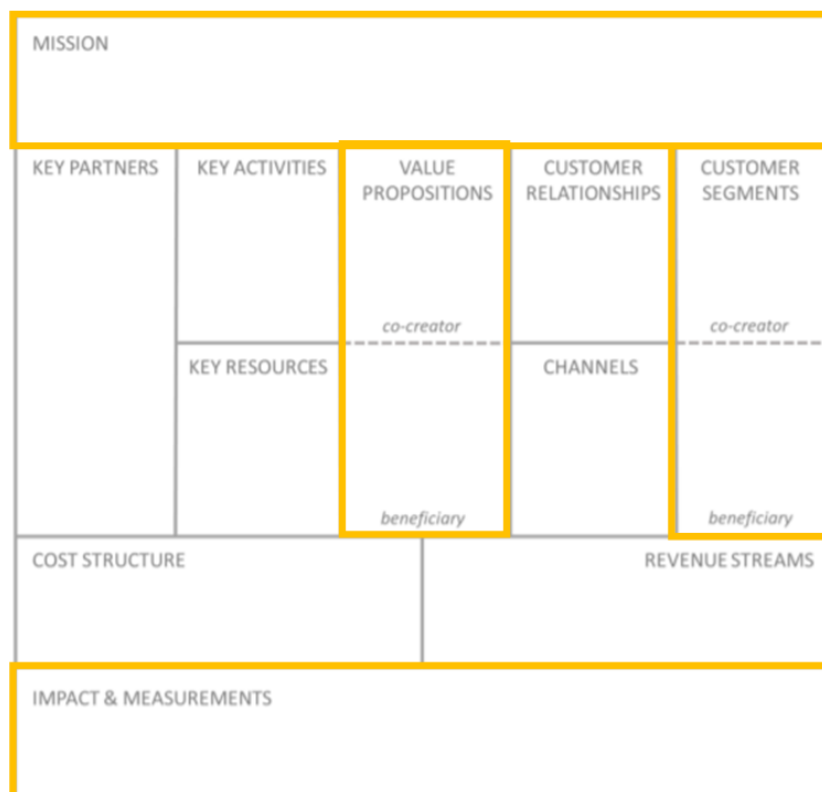 MISSION
KEY PARTNERS
KEY ACTIVITIES
VALUE
PROPOSITIONS
CUSTOMER
RELATIONSHIPS
CUSTOMER
SEGMENTS
co-creator
co-creator
KEY RESOURCES
CHANNELS
beneficiary
beneficiary
COST STRUCTURE
REVENUE STREAMS
IMPACT & MEASUREMENTS